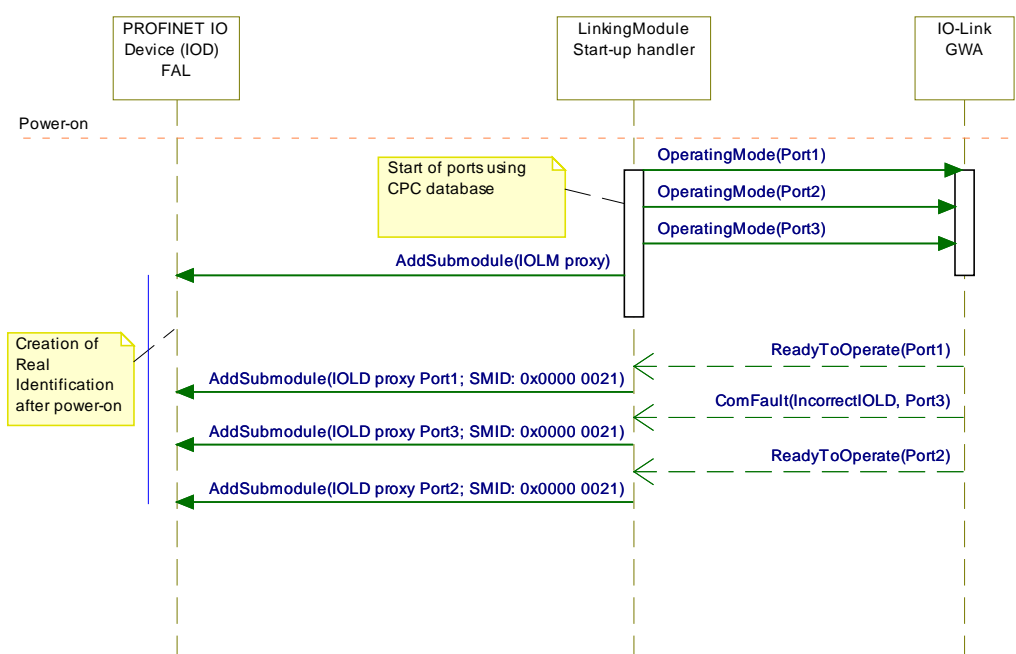 PROFINET IO
Device (IOD)
FAL
LinkingModule
Start-up handler
IO-Link
GWA
Power-on
OperatingMode(Port1)
Start of ports using
CPC database
OperatingMode(Port2)
OperatingMode(Port3)
AddSubmodule(IOLM proxy)
Creation of
Real
Identification
after power-on
ReadyToOperate(Port1)
AddSubmodule(IOLD proxy Port1; SMID: 0x0000 0021)
ComFault(IncorrectIOLD, Port3)
AddSubmodule(IOLD proxy Port3; SMID: 0x0000 0021)
ReadyToOperate(Port2)
AddSubmodule(IOLD proxy Port2; SMID: 0x0000 0021)